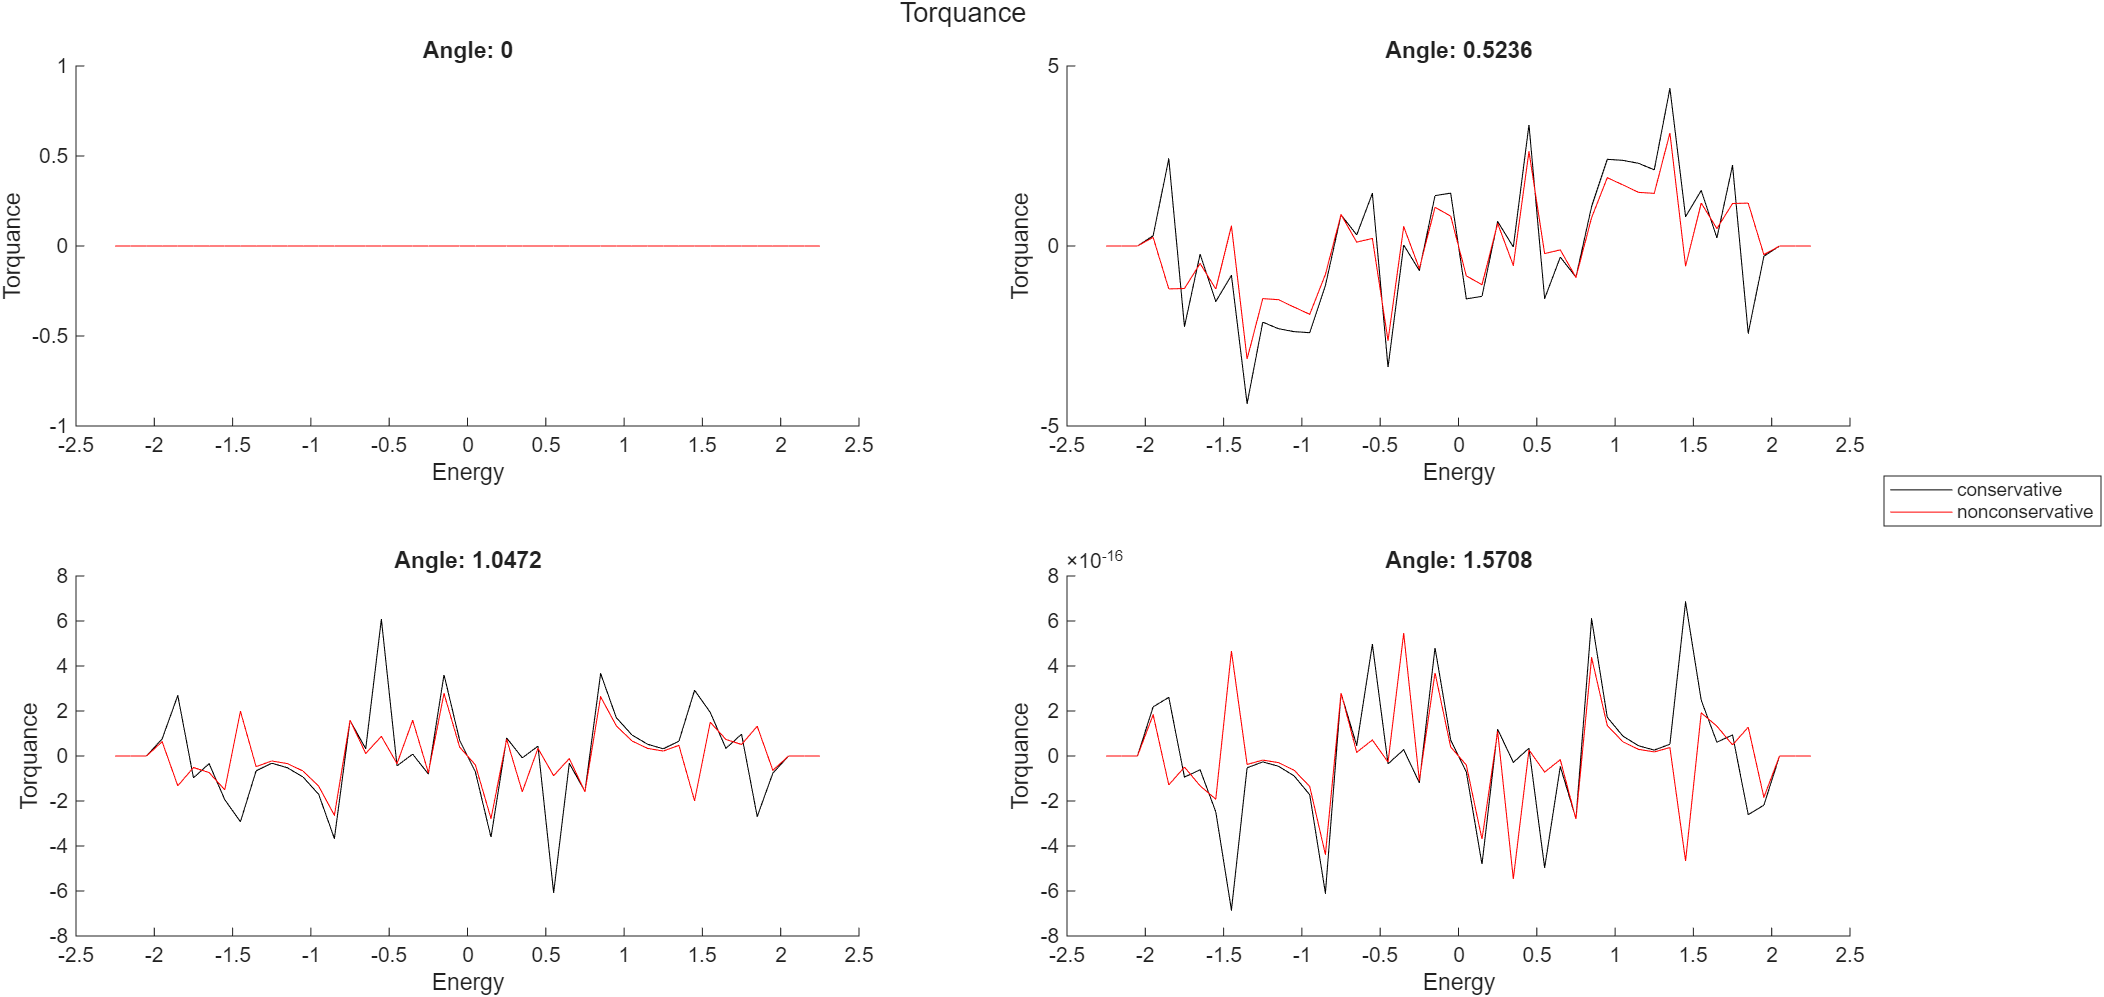 Torquance
Angle: 0
1
0.5
0
-0.5
-1
Torquance
-2.5 -2 -1.5 -1 -0.5 0 0.5 1 1.5 2 2.5
Energy
Angle: 0.5236
5
0
-5
Torquance
-2.5 -2 -1.5 -1 -0.5 0 0.5 1 1.5 2 2.5
Energy
conservative
nonconservative
Angle: 1.0472
8
6
4
2
0
-2
-4
-6
-8
Torquance
-2.5 -2 -1.5 -1 -0.5 0 0.5 1 1.5 2 2.5
Energy
×10-16
Angle: 1.5708
8
6
4
2
0
-2
-4
-6
-8
Torquance
-2.5 -2 -1.5 -1 -0.5 0 0.5 1 1.5 2 2.5
Energy